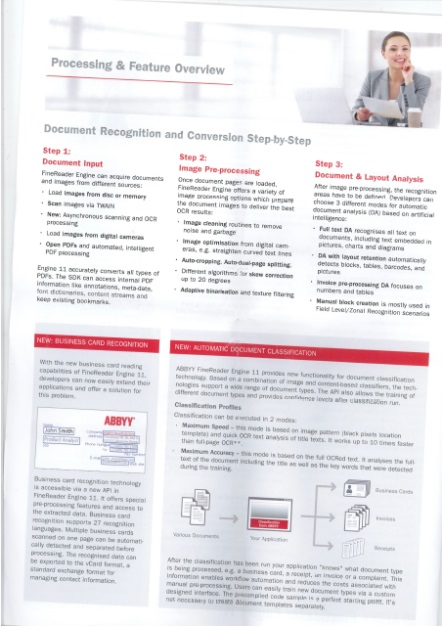 Processing & Feature Overview
Document Recognition and Conversion Step-by-Step
Step 1:
Document Input
FineReader Engine can acquire documents
and images from different sources:
· Load images from disc or memory
· Scan images via TWAIN
· New: Asynchronous scanning and OCR
processing
· Load images from digital cameras
· Open PDFs and automated, intelligent
PDF processing
Engine 11 accurately converts all types of
PDFs. The SDK can access internal PDF
information like annotations, meta-data,
font dictionaries, content streams and
keep existing bookmarks.
Step 2:
Image Pre-processing
Once document pages are loaded,
FineReader Engine offers a variety of
image processing options which prepare
the document images to deliver the best
OCR results:
· Image cleaning routines to remove
noise and garbage
· Image optimisation from digital cam-
eras, e.g. straighten curved text lines
· Auto-cropping, Auto-dual-page splitting,
· Different algorithms for skew correction
up to 20 degrees
· Adaptive binarisation and texture filtering
Step 3:
Document & Layout Analysis
After image pre-processing, the recognition
areas have to be defined. Developers can
choose 3 different modes for automatic
document analysis (DA) based on artificial
intelligence:
· Full text DA recognises all text on
documents, including text embedded in
pictures, charts and diagrams
· DA with layout retention automatically
detects blocks, tables, barcodes, and
pictures
· Invoice pre-processing DA focuses on
numbers and tables
· Manual block creation is mostly used in
Field Level/Zonal Recognition scenarios
NEW: BUSINESS CARD RECOGNITION
With the new business card reading
capabilities of FineReader Engine 11,
developers can now easily extend their
applications and offer a solution for
this problem.
ABBYY
John Smith
Product Analyst
Business card recognition technology
is accessible via a new API in
FineReader Engine 11. It offers special
pre-processing features and access to
the extracted data. Business card
recognition supports 27 recognition
languages. Multiple business cards
scanned on one page can be automati-
cally detected and separated before
processing. The recognised data can
be exported to the vCard format, a
standard exchange format for
managing contact information.
NEW: AUTOMATIC DOCUMENT CLASSIFICATION
ABBYY FineReader Engine 11 provides new functionality for document classification
technology. Based on a combination of image and content-based classifiers, the tech-
nologies support a wide range of document types. The API also allows the training of
different document types and provides confidence levels after classification run.
Classification Profiles
Classification can be executed in 2 modes:
· Maximum Speed – this mode is based on image pattern (black pixels location
template) and quick OCR text analysis of title texts. It works up to 10 times faster
than full-page OCR**.
· Maximum Accuracy – this mode is based on the full OCRed text. It analyses the full
text of the document including the title as well as the key words that were detected
during the training.
Various Documents
Your Application
Business Cards
Invoices
Receipts
After the classification has been run your application "knows" what document type
is being processed, e.g. a business card, a receipt, an invoice or a complaint. This
information enables workflow automation and reduces the costs associated with
manual pre-processing. Users can easily train new document types via a custom
designed interface. The precompiled code sample is a perfect starting point. It's
not necessary to create document templates separately.